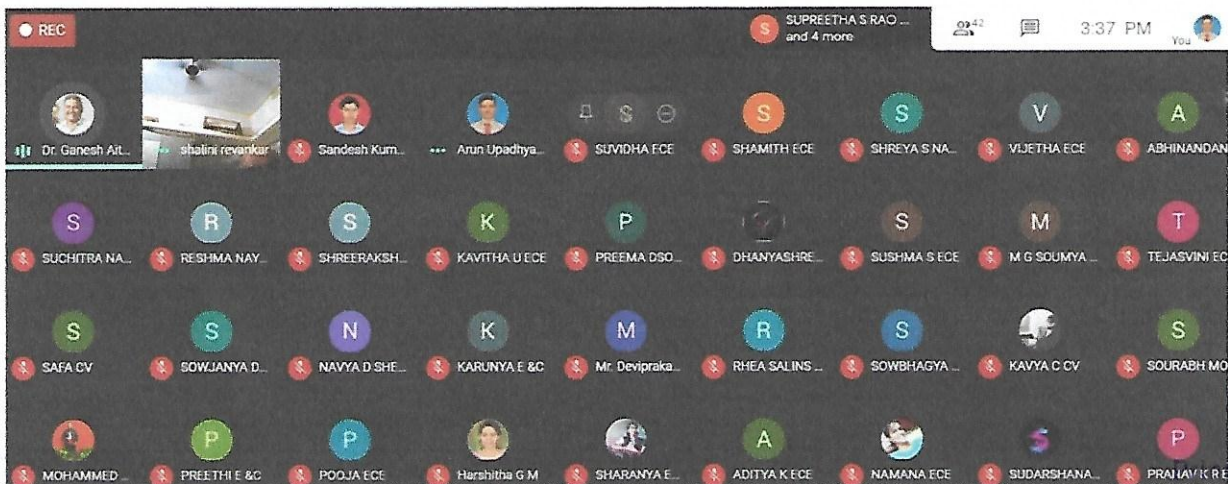 REC
SUPREETHA S RAO ...
and 4 more
42
3:37 PM
You
Dr. Ganesh Ait...
shalini revankar
Sandesh Kum...
Arun Upadhya...
S
SUVIDHA ECE
S
SHAMITH ECE
S
SHREYA S NA...
V
VIJETHA ECE
A
ABHINANDAN
S
SUCHITRA NA...
R
RESHMA NAY...
S
SHREERAKSH...
K
KAVITHA U ECE
P
PREEMA DSO...
DHANYASHRE...
S
SUSHMA S ECE
M
M G SOUMYA ...
T
TEJASVINI EC
S
SAFA CV
S
SOWJANYA D...
N
NAVYA D SHE...
K
KARUNYA E &C
M
Mr. Devipraka...
R
RHEA SALINS ...
S
SOWBHAGYA ...
KAVYA C CV
S
SOURABH MO
MOHAMMED ...
P
PREETHI E &C
P
POOJA ECE
Harshitha G M
SHARANYA E...
A
ADITYA K ECE
NAMANA ECE
S
SUDARSHANA...
P
PRANAV K R E